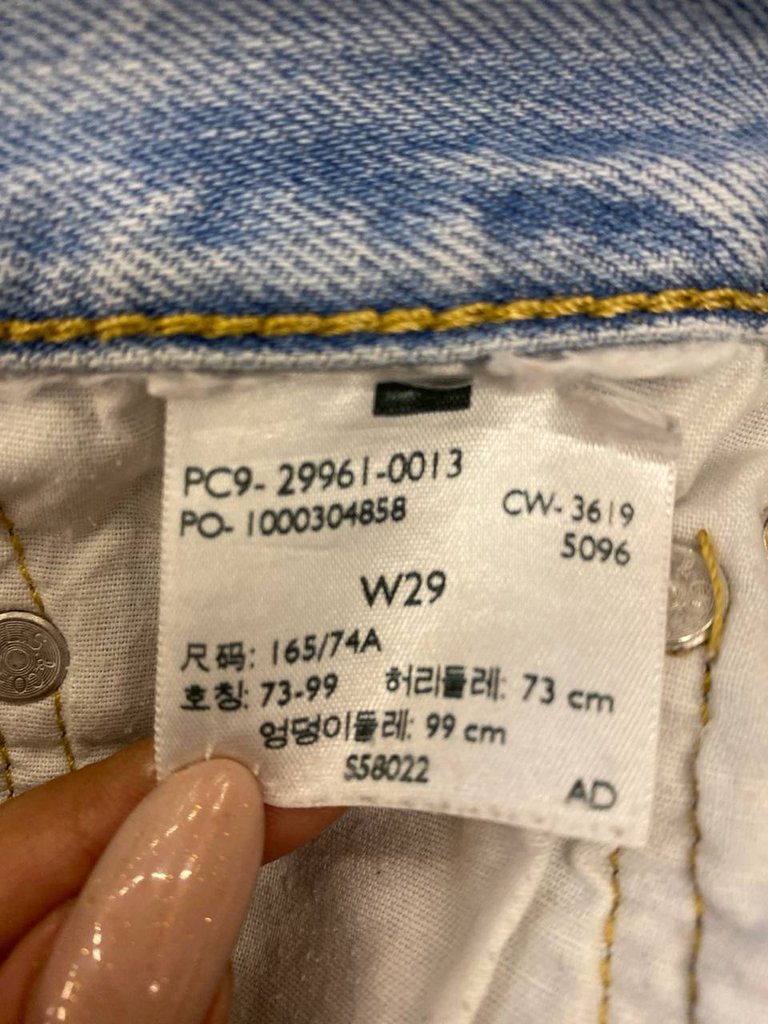 PC9- 29961-0013
PO- 1000304858
CW- 3619
5096
W29
尺码: 165/74A
호칭: 73-99 허리둘레: 73 cm
엉덩이둘레: 99 cm
S58022
AD